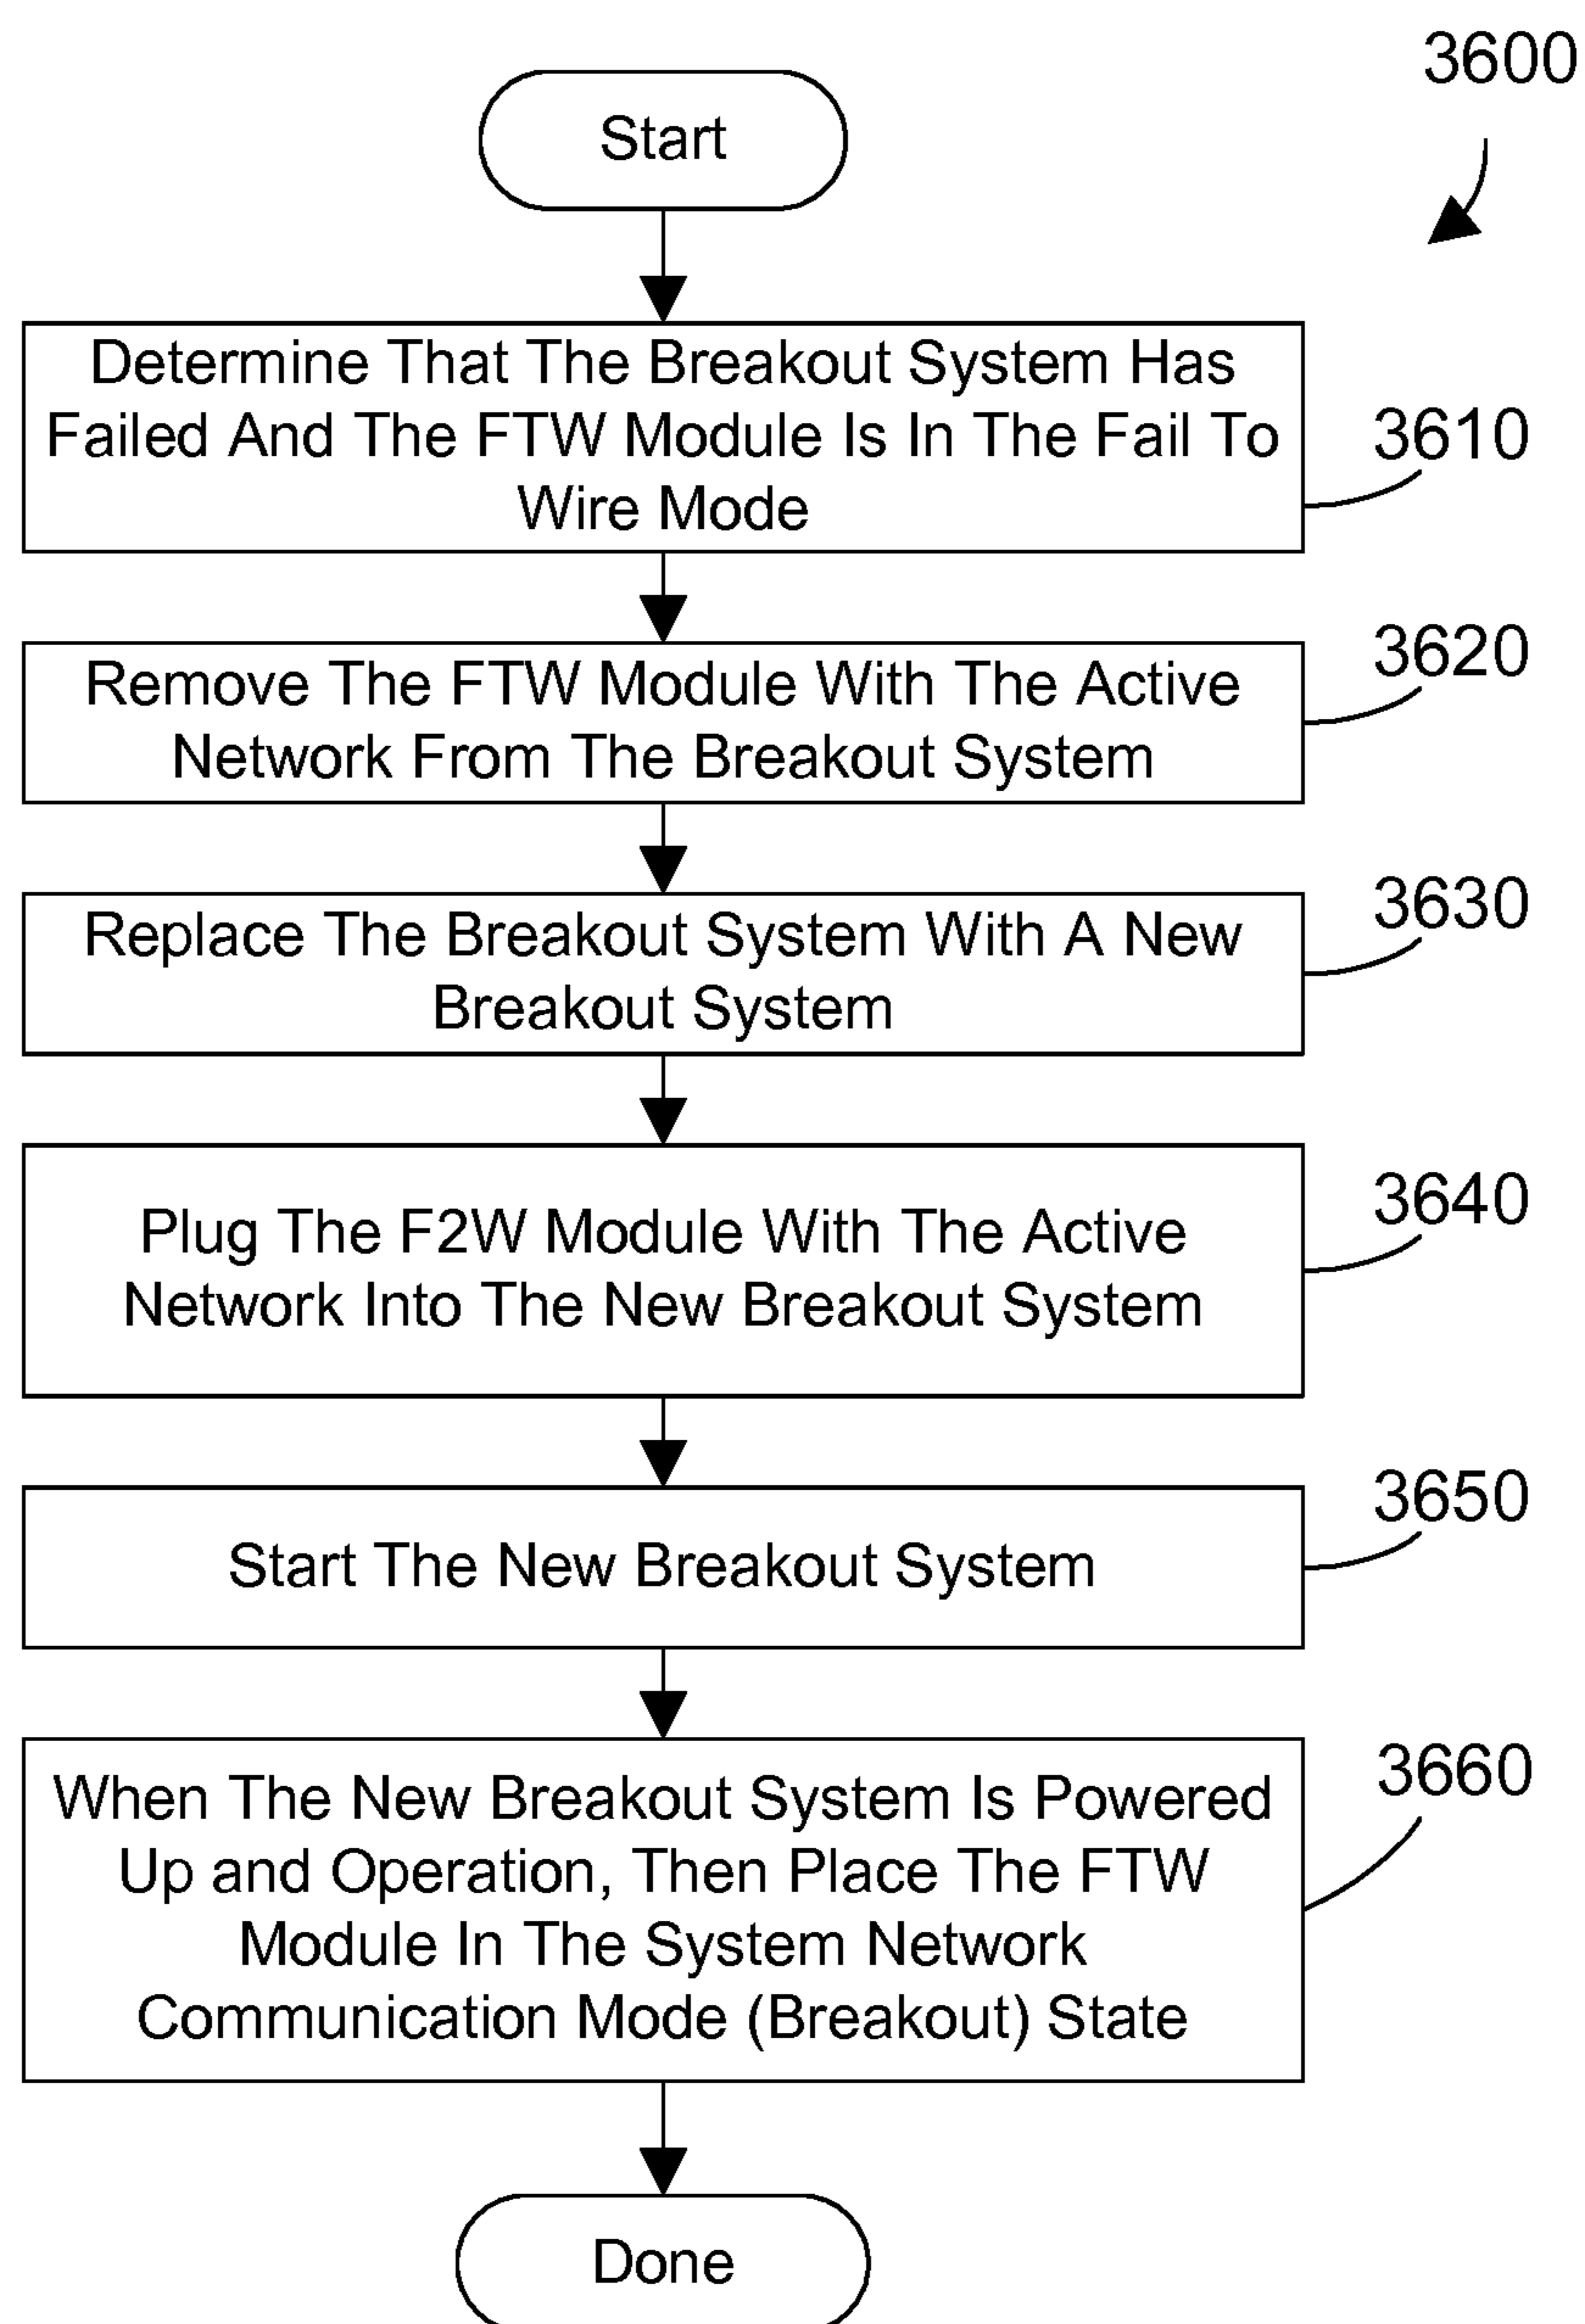 3600
Start
Determine That The Breakout System Has
Failed And The FTW Module Is In The Fail To
Wire Mode
3610
Remove The FTW Module With The Active
Network From The Breakout System
3620
Replace The Breakout System With A New
Breakout System
3630
Plug The F2W Module With The Active
Network Into The New Breakout System
3640
Start The New Breakout System
3650
When The New Breakout System Is Powered
Up and Operation, Then Place The FTW
Module In The System Network
Communication Mode (Breakout) State
3660
Done